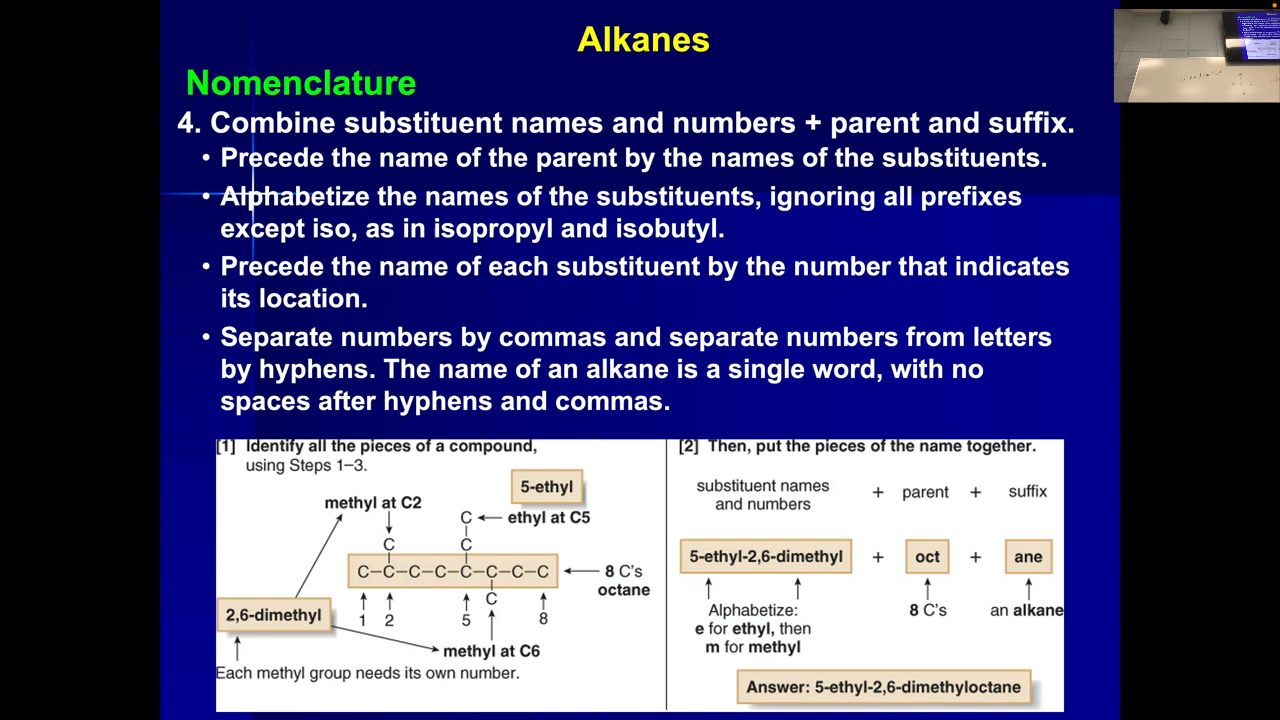 Alkanes
Nomenclature
4. Combine substituent names and numbers + parent and suffix.
• Precede the name of the parent by the names of the substituents.
• Alphabetize the names of the substituents, ignoring all prefixes
except iso, as in isopropyl and isobutyl.
• Precede the name of each substituent by the number that indicates
its location.
• Separate numbers by commas and separate numbers from letters
by hyphens. The name of an alkane is a single word, with no
spaces after hyphens and commas.
[1] Identify all the pieces of a compound,
using Steps 1–3.
5-ethyl
methyl at C2
C
ethyl at C5
C
C
C–C–C–C–C–C–C–C
8 C's
octane
C
2,6-dimethyl
1 2 5 8
methyl at C6
Each methyl group needs its own number.
[2] Then, put the pieces of the name together.
substituent names
and numbers
+ parent + suffix
5-ethyl-2,6-dimethyl + oct + ane
Alphabetize:
e for ethyl, then
m for methyl
8 C's
an alkane
Answer: 5-ethyl-2,6-dimethyloctane